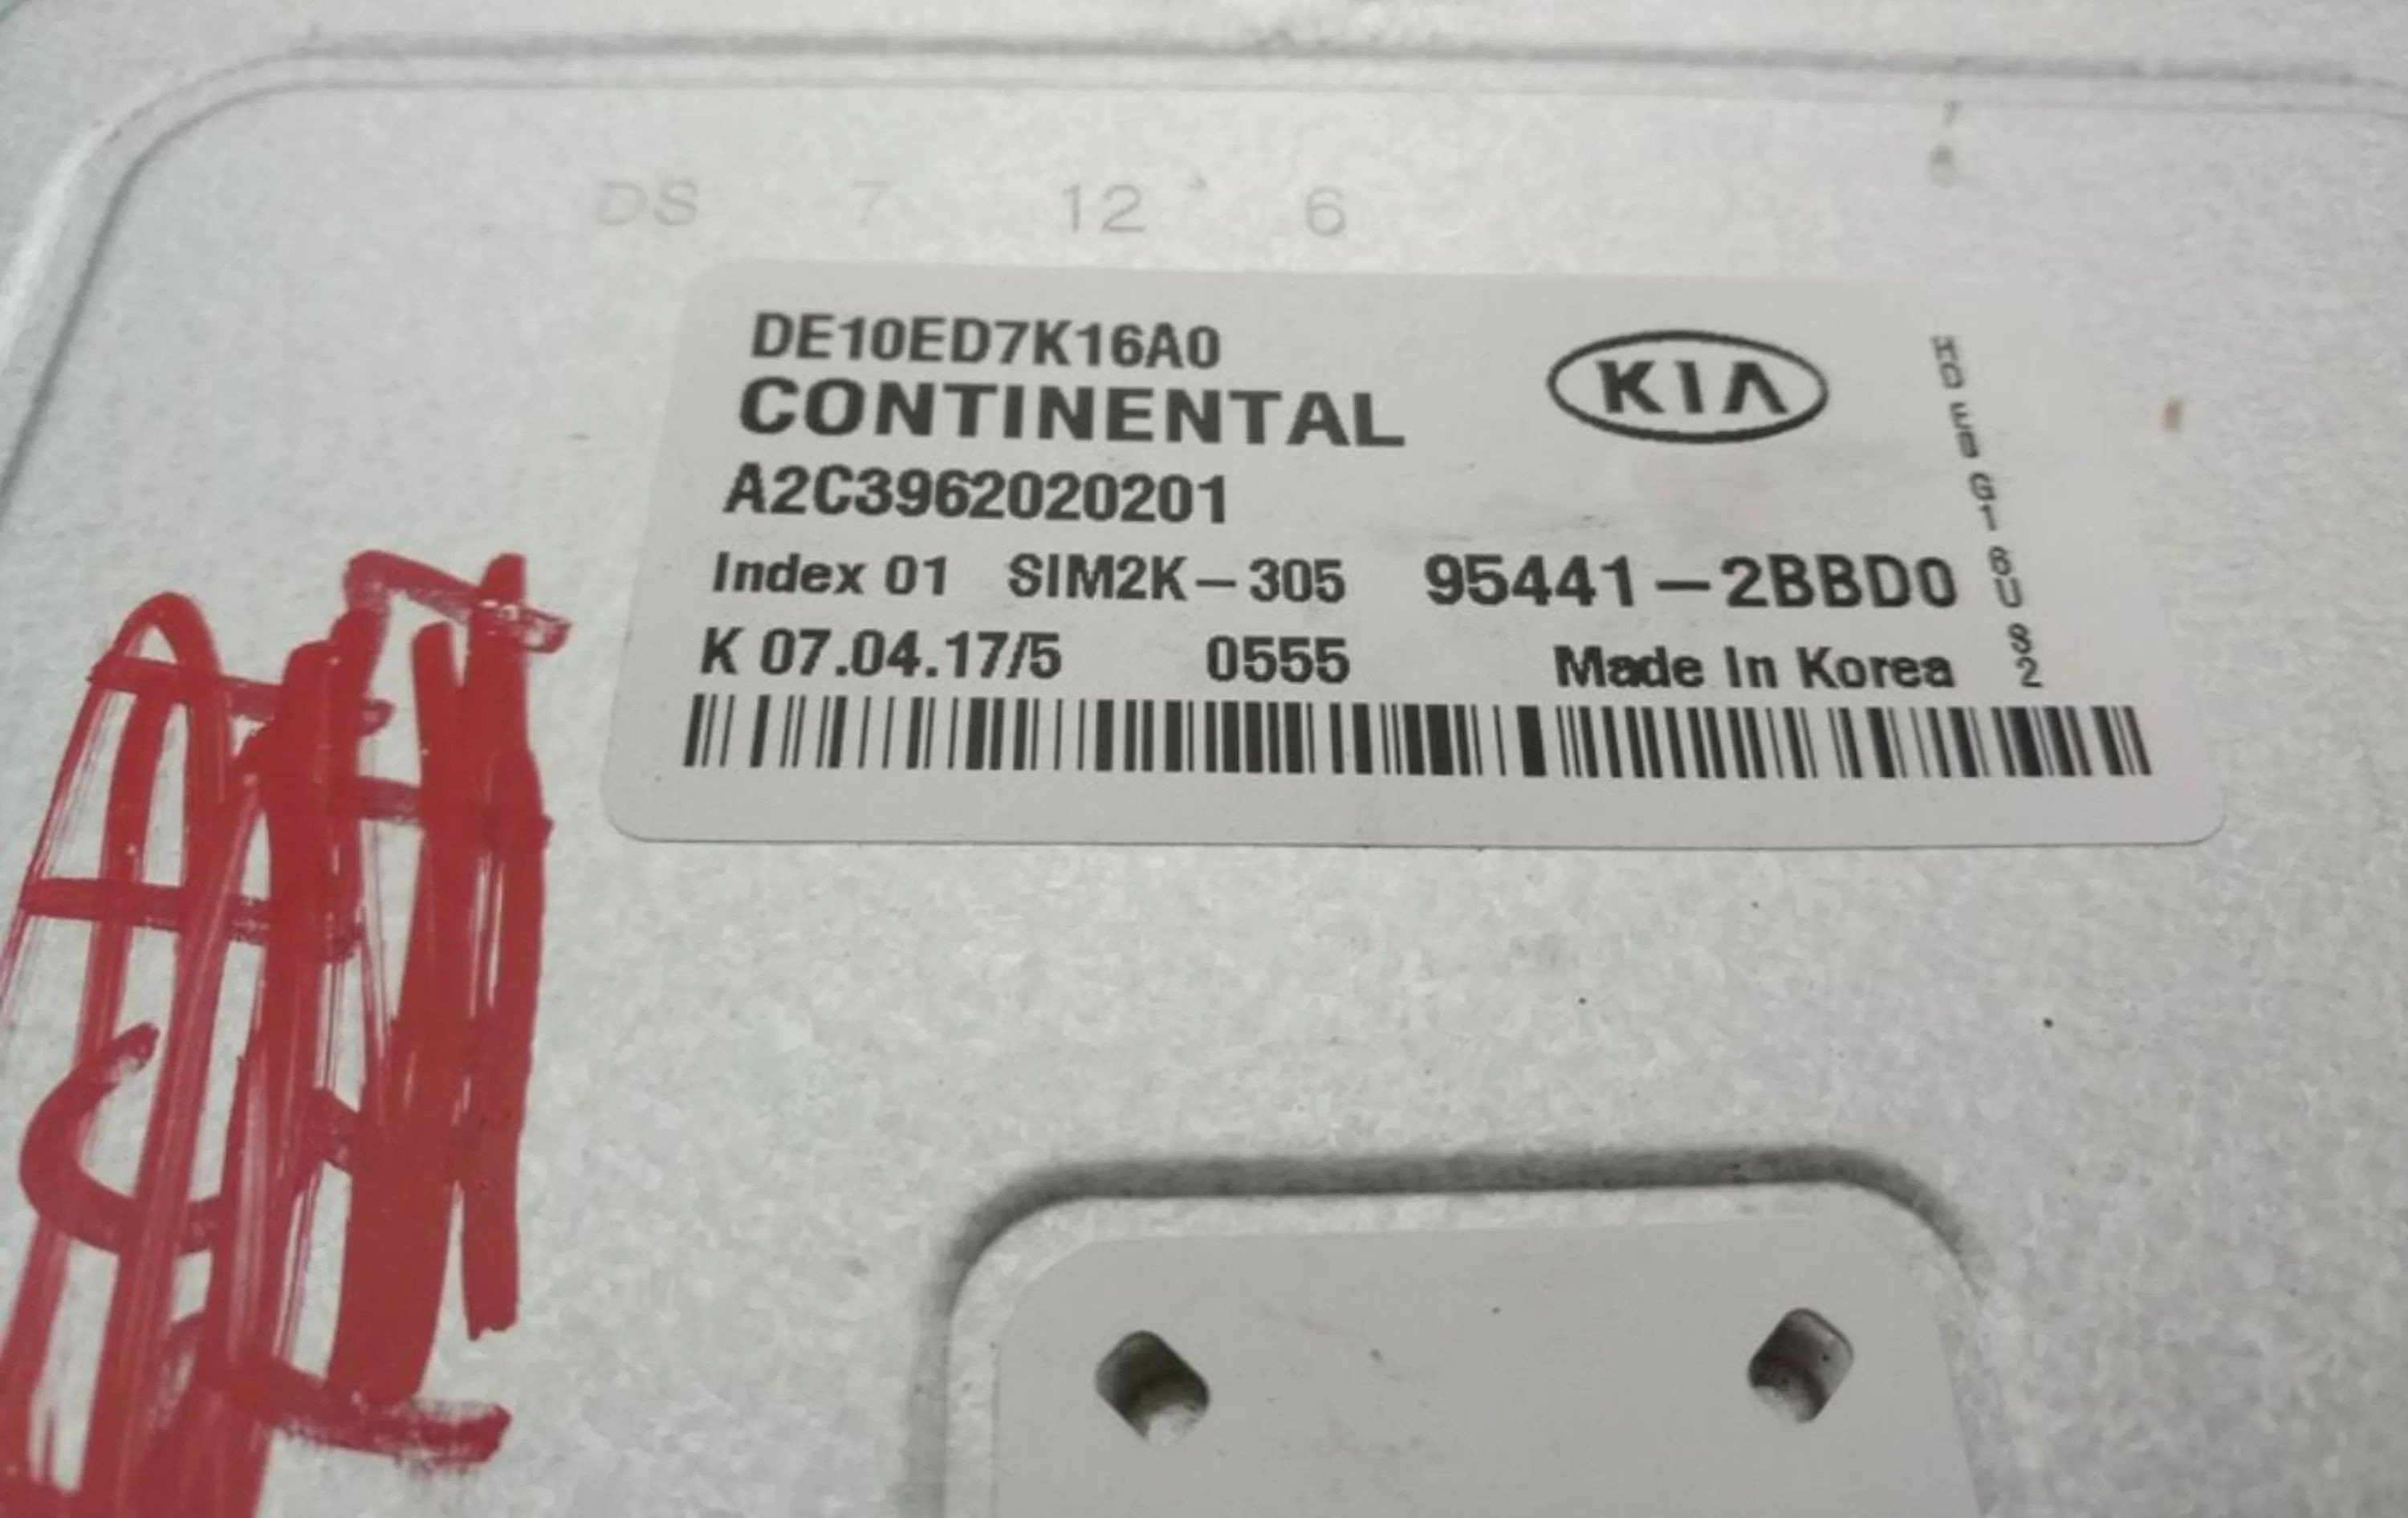 DS 7 12 6
DE10ED7K16A0
CONTINENTAL
KIA
A2C3962020201
Index 01 SIM2K-305 95441-2BBD0
K 07.04.17/5 0555 Made In Korea